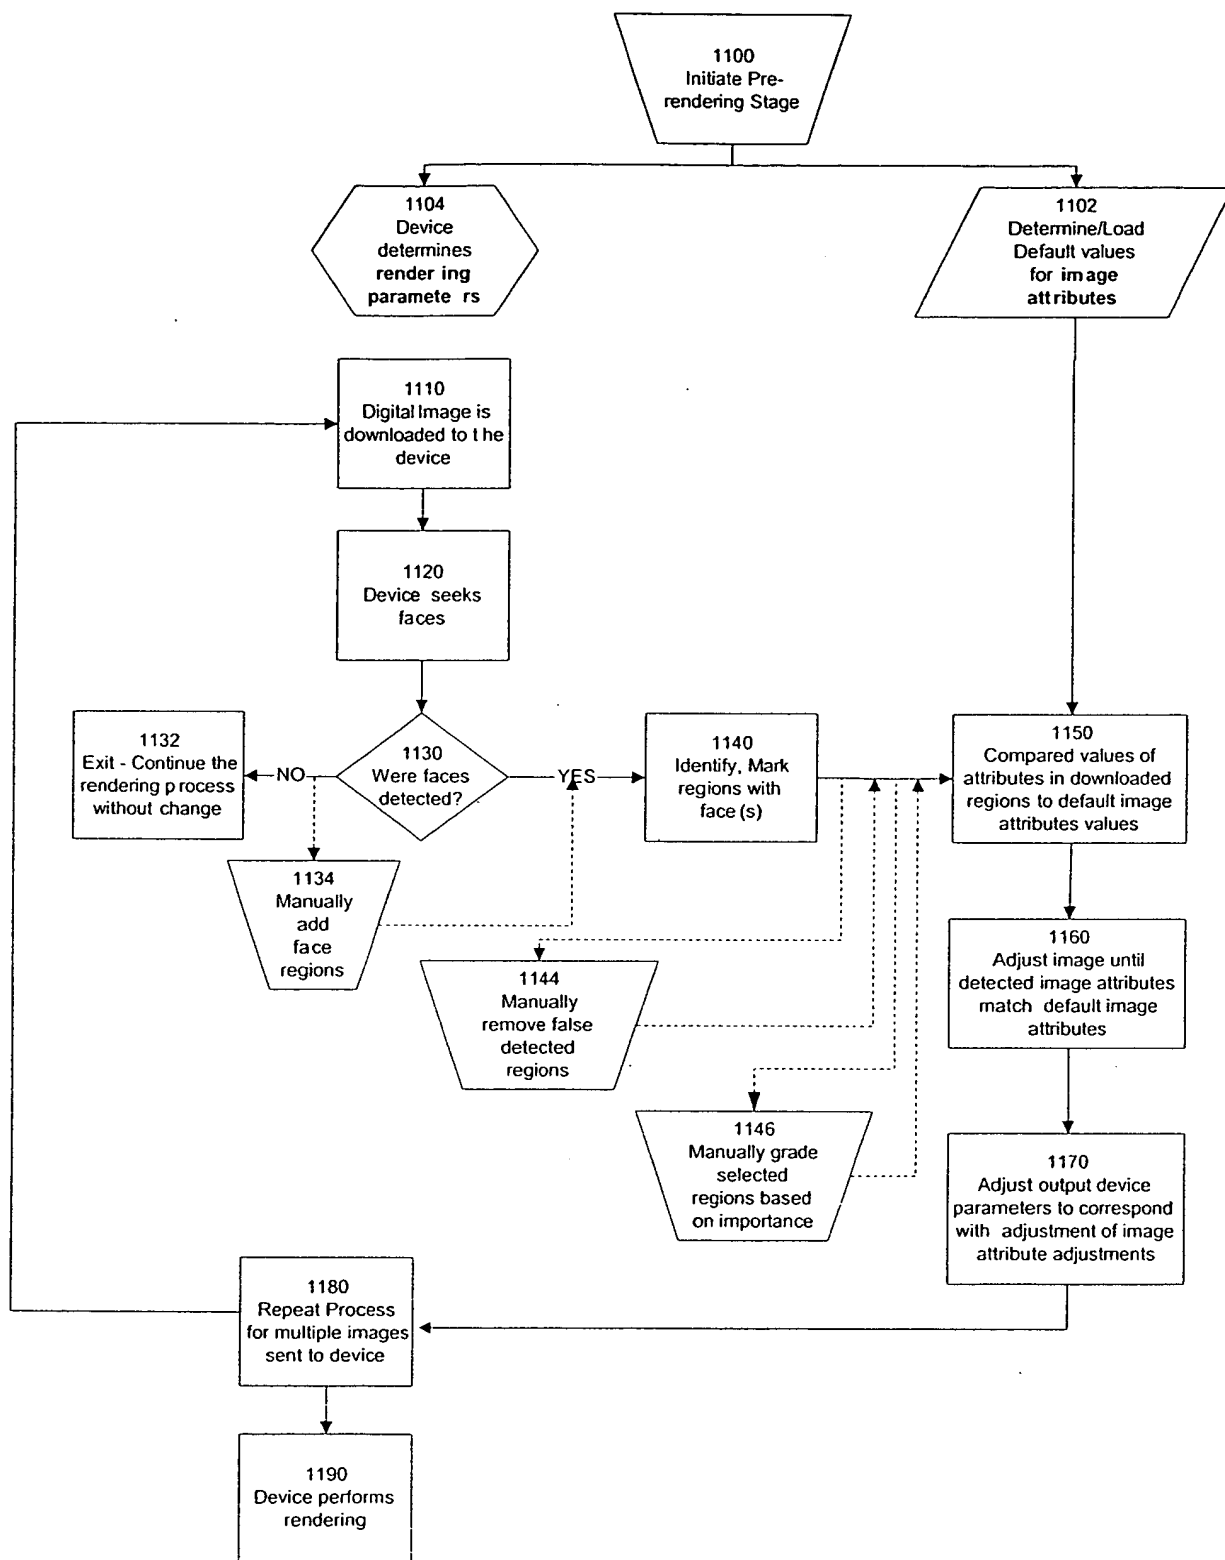 1100
Initiate Pre-
rendering Stage
1104
Device
determines
render ing
paramete rs
1102
Determine/Load
Default values
for image
attributes
1110
Digital Image is
downloaded to t he
device
1120
Device seeks
faces
1130
Were faces
detected?
NO
YES
1132
Exit - Continue the
rendering p rocess
without change
1134
Manually
add
face
regions
1140
Identify, Mark
regions with
face (s)
1144
Manually
remove false
detected
regions
1146
Manually grade
selected
regions based
on importance
1150
Compared values of
attributes in downloaded
regions to default image
attributes values
1160
Adjust image until
detected image attributes
match default image
attributes
1170
Adjust output device
parameters to correspond
with adjustment of image
attribute adjustments
1180
Repeat Process
for multiple images
sent to device
1190
Device performs
rendering